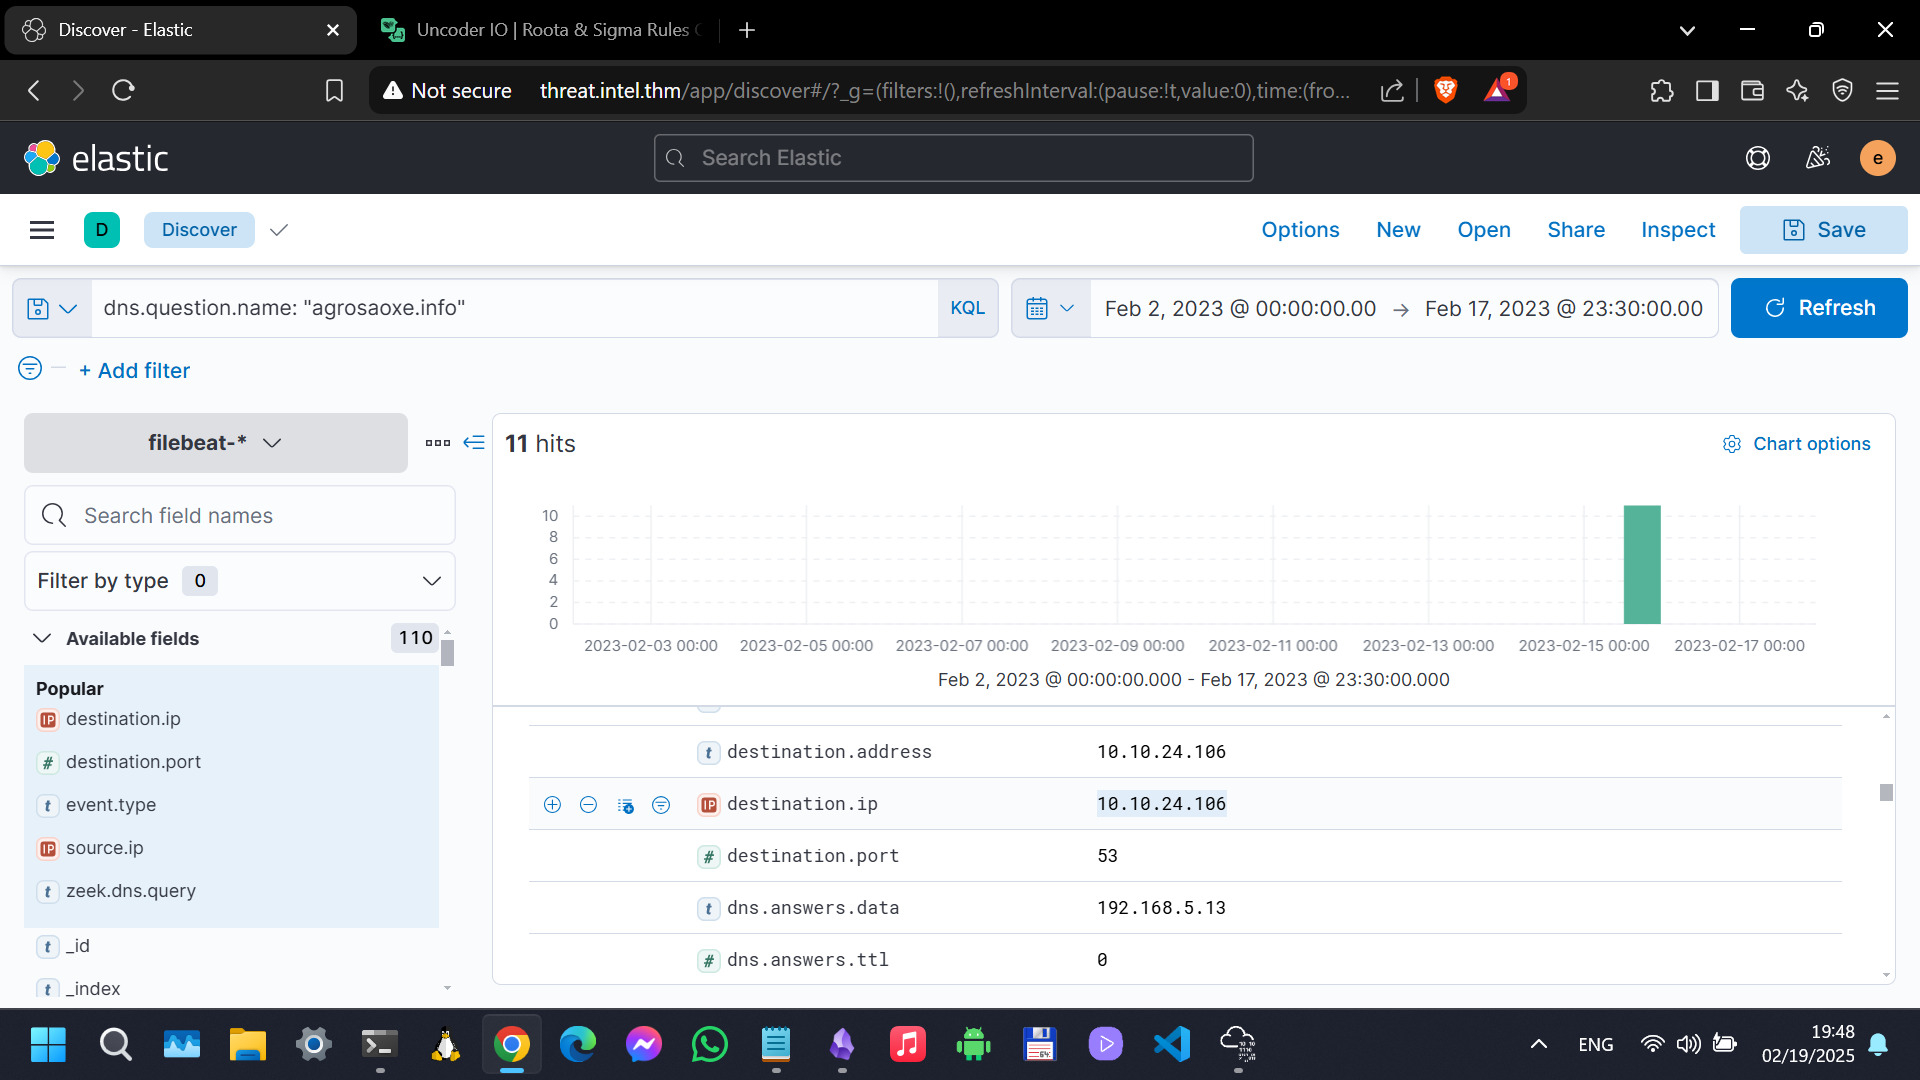 Discover - Elastic
Uncoder IO | Roota & Sigma Rules
Not secure
threat.intel.thm/app/discover#/?_g=(filters:!(),refreshInterval:(pause:!t,value:0),time:(fro...
1
elastic
Search Elastic
e
D
Discover
Options
New
Open
Share
Inspect
Save
dns.question.name: "agrosaoxe.info"
KQL
Feb 2, 2023 @ 00:00:00.00
→
Feb 17, 2023 @ 23:30:00.00
Refresh
+ Add filter
filebeat-*
11 hits
Chart options
Search field names
Filter by type 0
Available fields
110
Popular
IP destination.ip
# destination.port
t event.type
IP source.ip
t zeek.dns.query
t _id
t _index
10
8
6
4
2
0
2023-02-03 00:00
2023-02-05 00:00
2023-02-07 00:00
2023-02-09 00:00
2023-02-11 00:00
2023-02-13 00:00
2023-02-15 00:00
2023-02-17 00:00
Feb 2, 2023 @ 00:00:00.000 - Feb 17, 2023 @ 23:30:00.000
t destination.address 10.10.24.106
IP destination.ip 10.10.24.106
# destination.port 53
t dns.answers.data 192.168.5.13
# dns.answers.ttl 0
64
ENG
19:48
02/19/2025